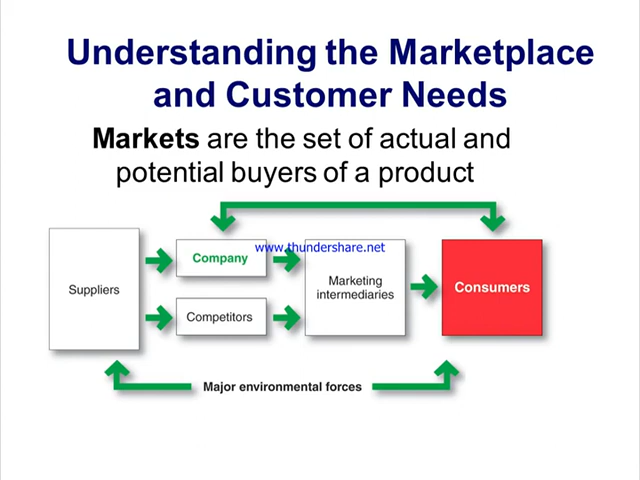 Understanding the Marketplace
and Customer Needs
Markets are the set of actual and
potential buyers of a product
www.thundershare.net
Suppliers
Company
Competitors
Marketing
intermediaries
Consumers
Major environmental forces